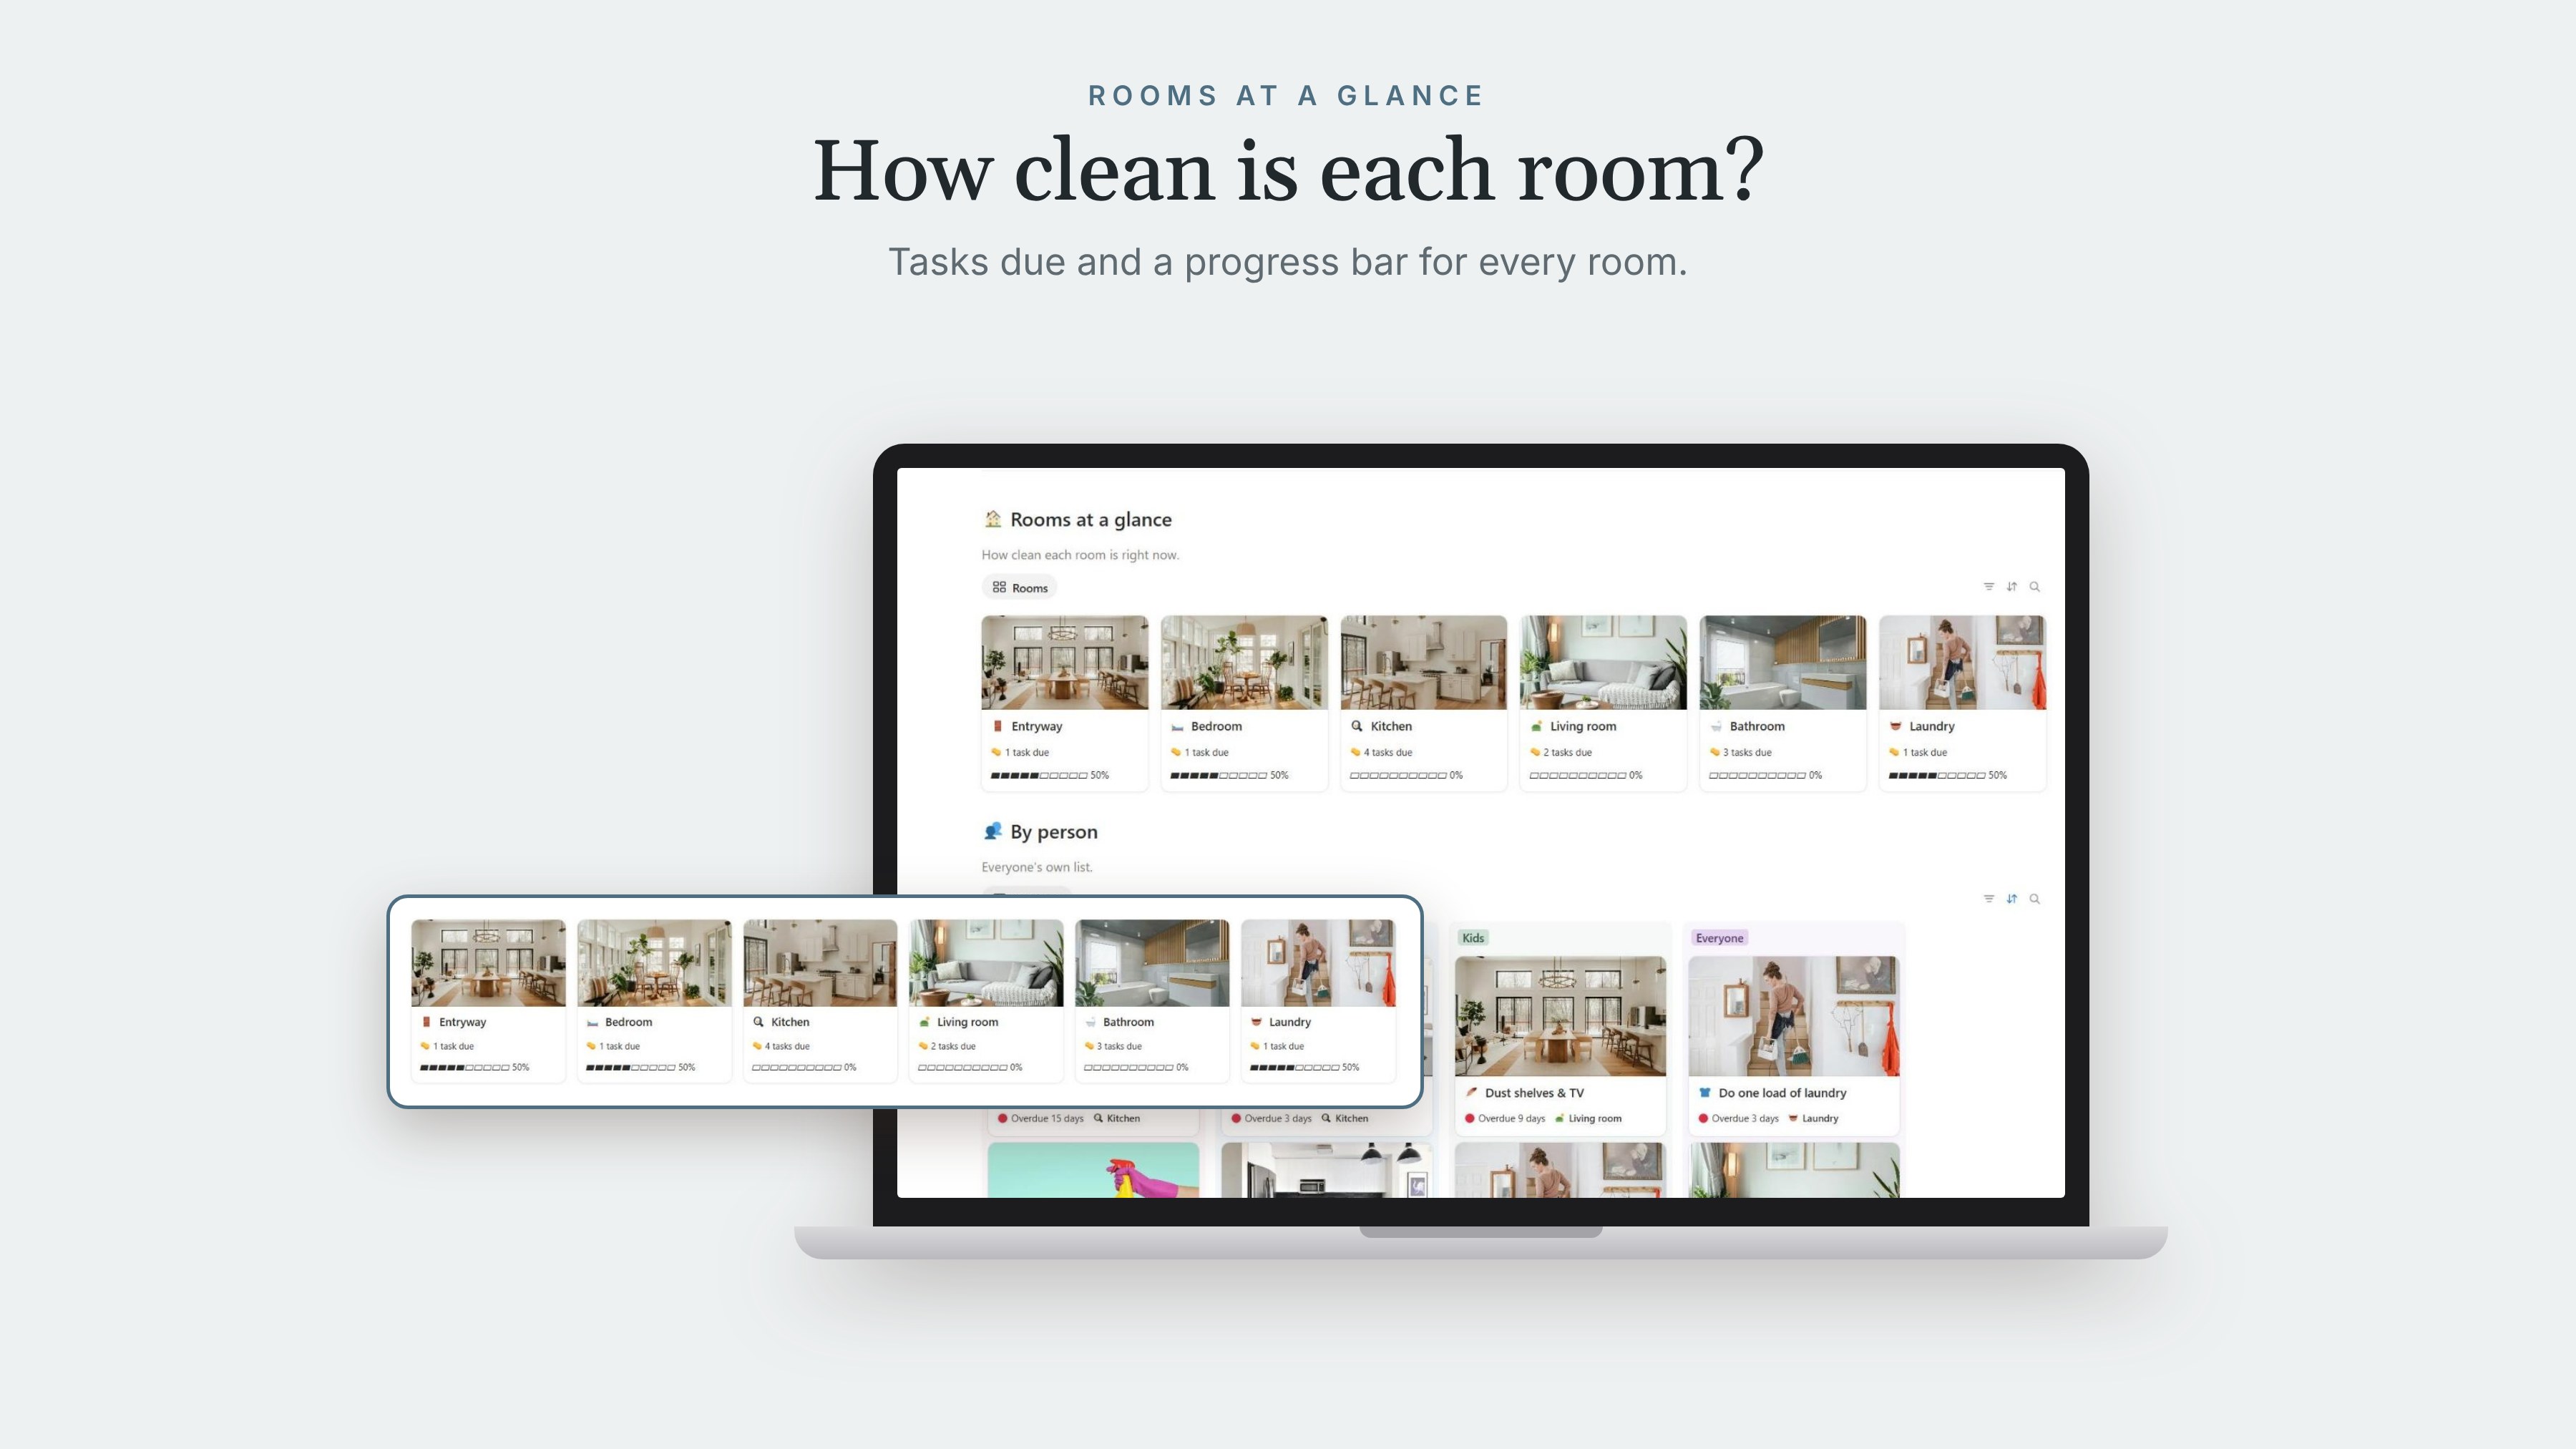 ROOMS AT A GLANCE
How clean is each room?
Tasks due and a progress bar for every room.
Rooms at a glance
How clean each room is right now.
Rooms
Entryway
1 task due
50%
Bedroom
1 task due
50%
Kitchen
4 tasks due
0%
Living room
2 tasks due
0%
Bathroom
3 tasks due
0%
Laundry
1 task due
50%
By person
Everyone's own list.
Entryway
1 task due
50%
Bedroom
1 task due
50%
Kitchen
4 tasks due
0%
Living room
2 tasks due
0%
Bathroom
3 tasks due
0%
Laundry
1 task due
50%
Overdue 15 days Kitchen
Overdue 3 days Kitchen
Kids
Dust shelves & TV
Overdue 9 days Living room
Everyone
Do one load of laundry
Overdue 3 days Laundry